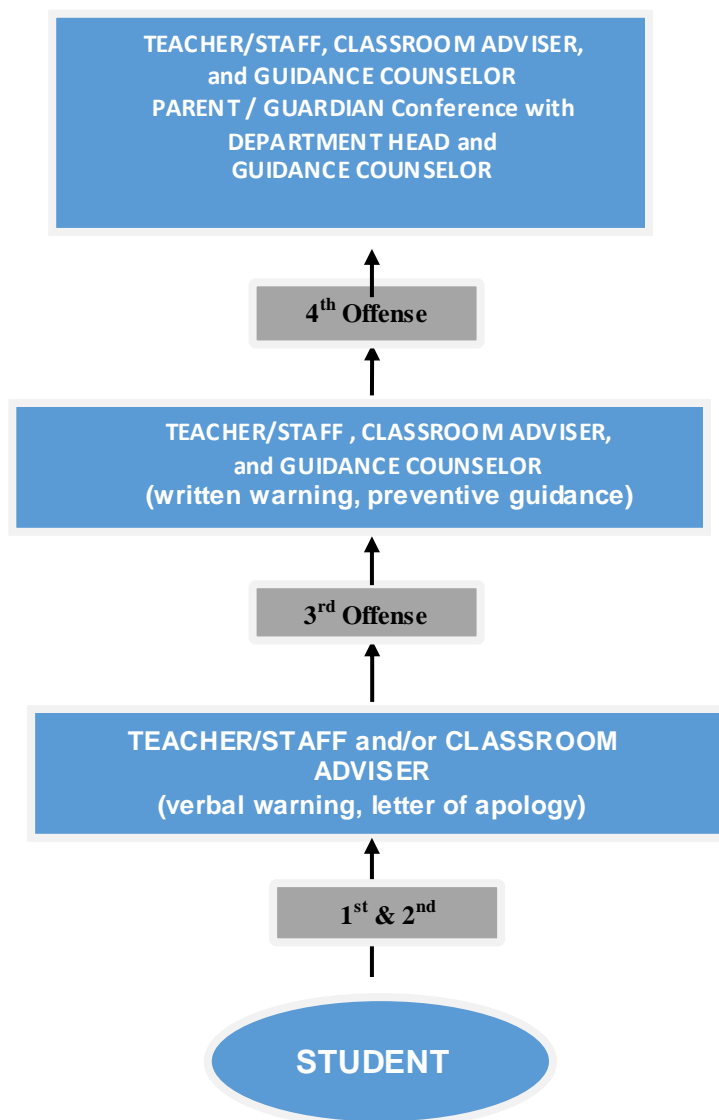 TEACHER/STAFF, CLASSROOM ADVISER,
and GUIDANCE COUNSELOR
PARENT / GUARDIAN Conference with
DEPARTMENT HEAD and
GUIDANCE COUNSELOR
4th Offense
TEACHER/STAFF , CLASSROOM ADVISER,
and GUIDANCE COUNSELOR
(written warning, preventive guidance)
3rd Offense
TEACHER/STAFF and/or CLASSROOM
ADVISER
(verbal warning, letter of apology)
1st & 2nd
STUDENT